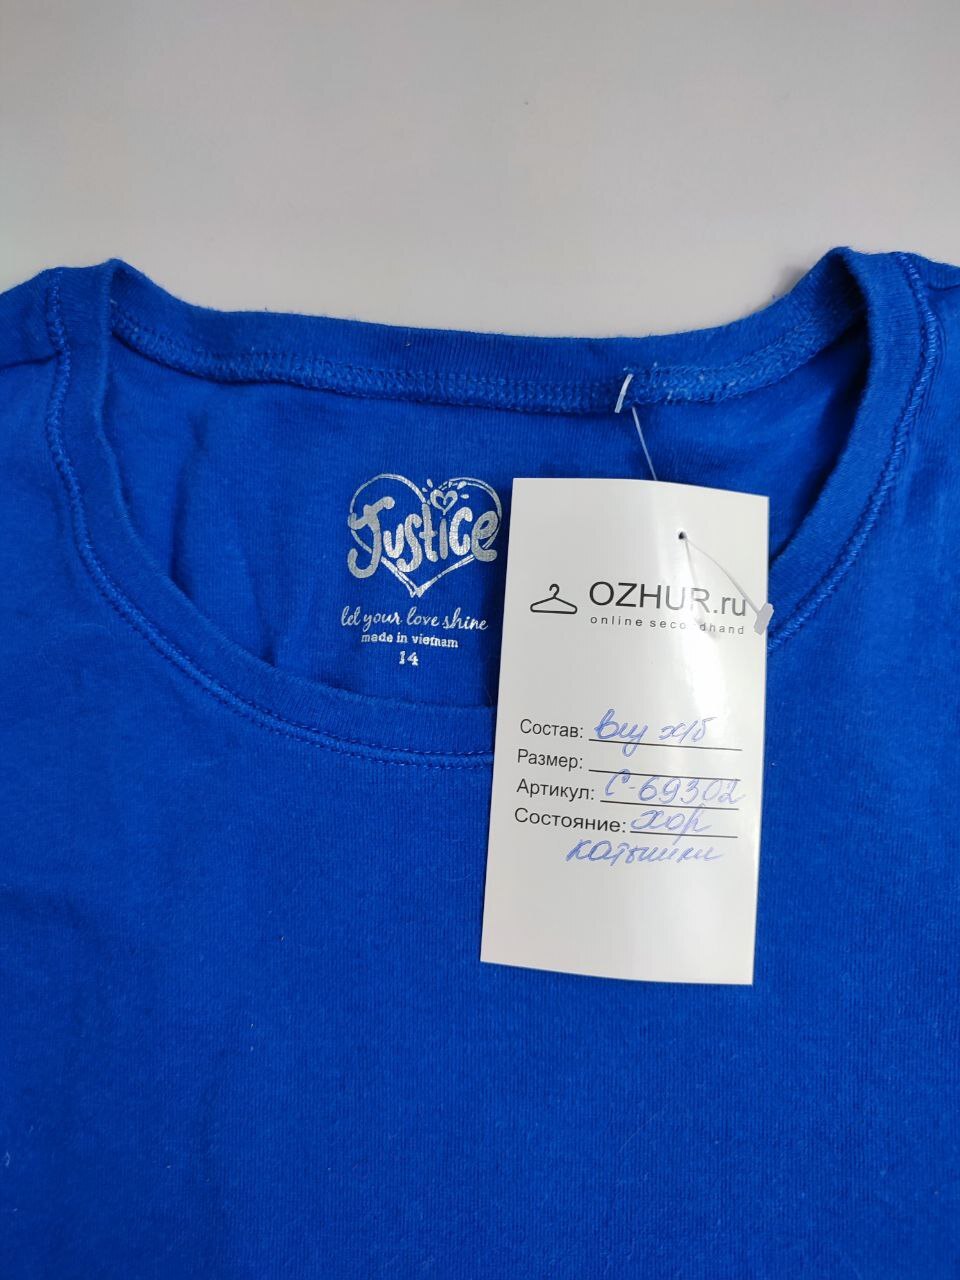 Justice
let your love shine
made in vietnam
14
OZHUR.ru
online secondhand
Состав: х/б
Размер:
Артикул: С-69302
Состояние: хор
катышки